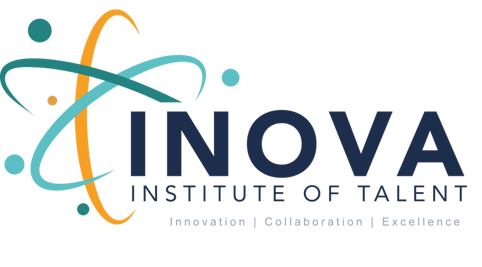 INOVA
INSTITUTE OF TALENT
Innovation | Collaboration | Excellence